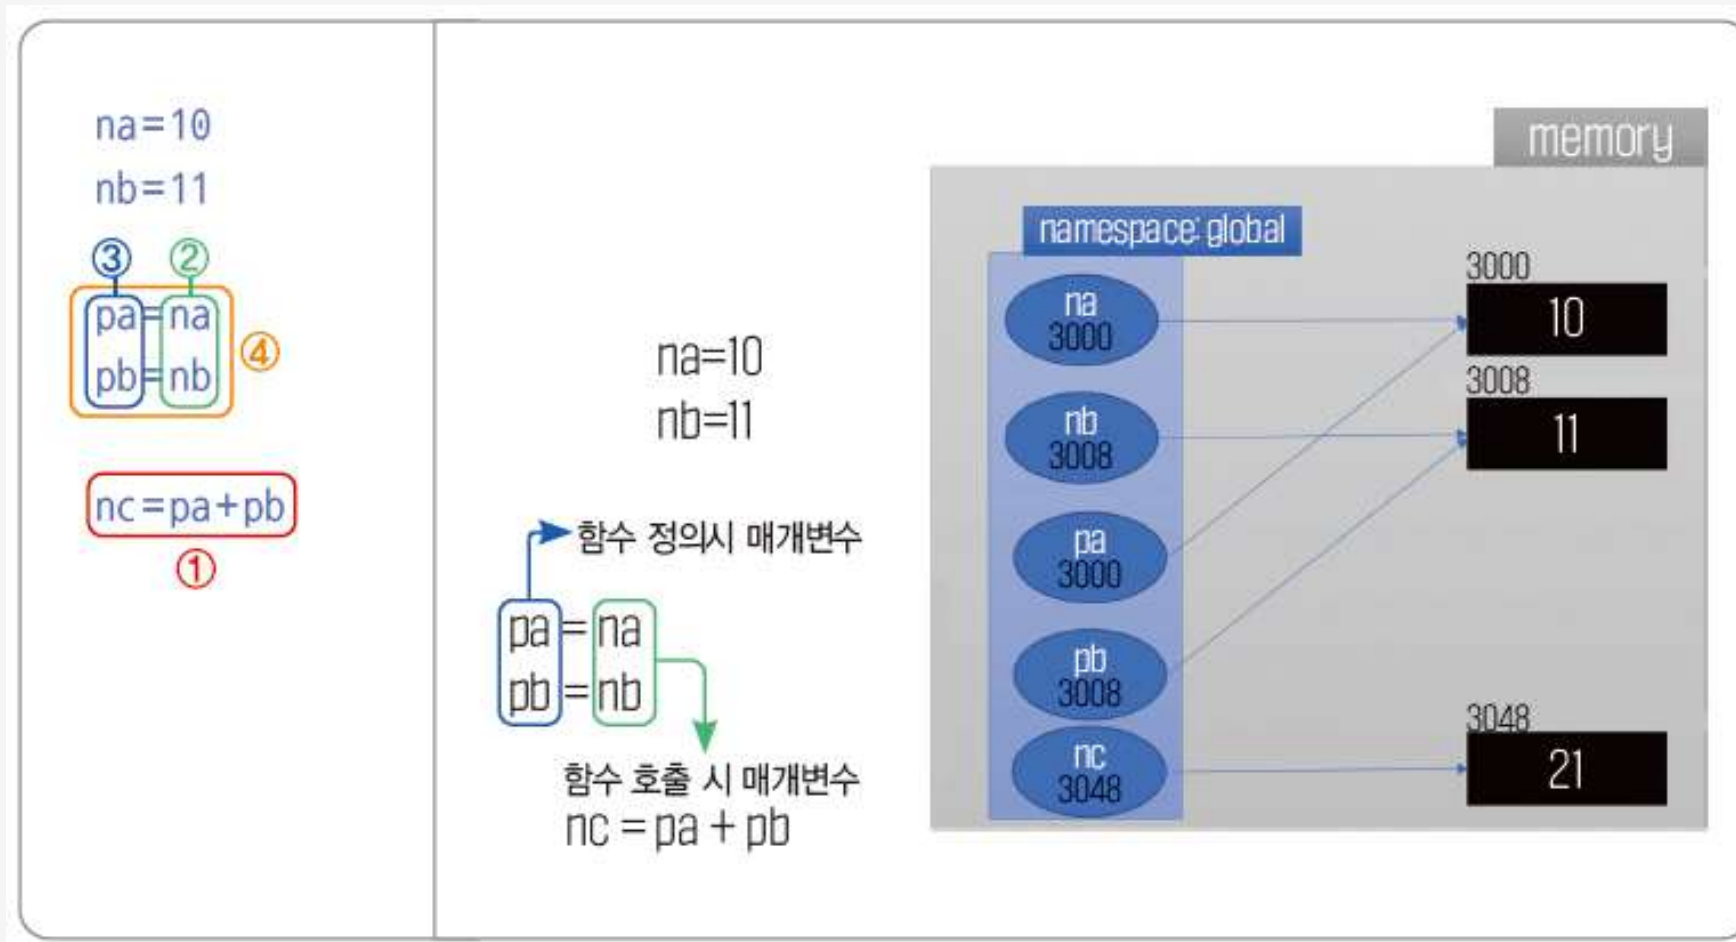 na=10
nb=11
③ ②
pa=na
pb=nb
④
nc=pa+pb
①
na=10
nb=11
함수 정의시 매개변수
pa=na
pb=nb
함수 호출 시 매개변수
nc=pa+pb
memory
namespace: global
na
3000
nb
3008
pa
3000
pb
3008
nc
3048
3000
10
3008
11
3048
21